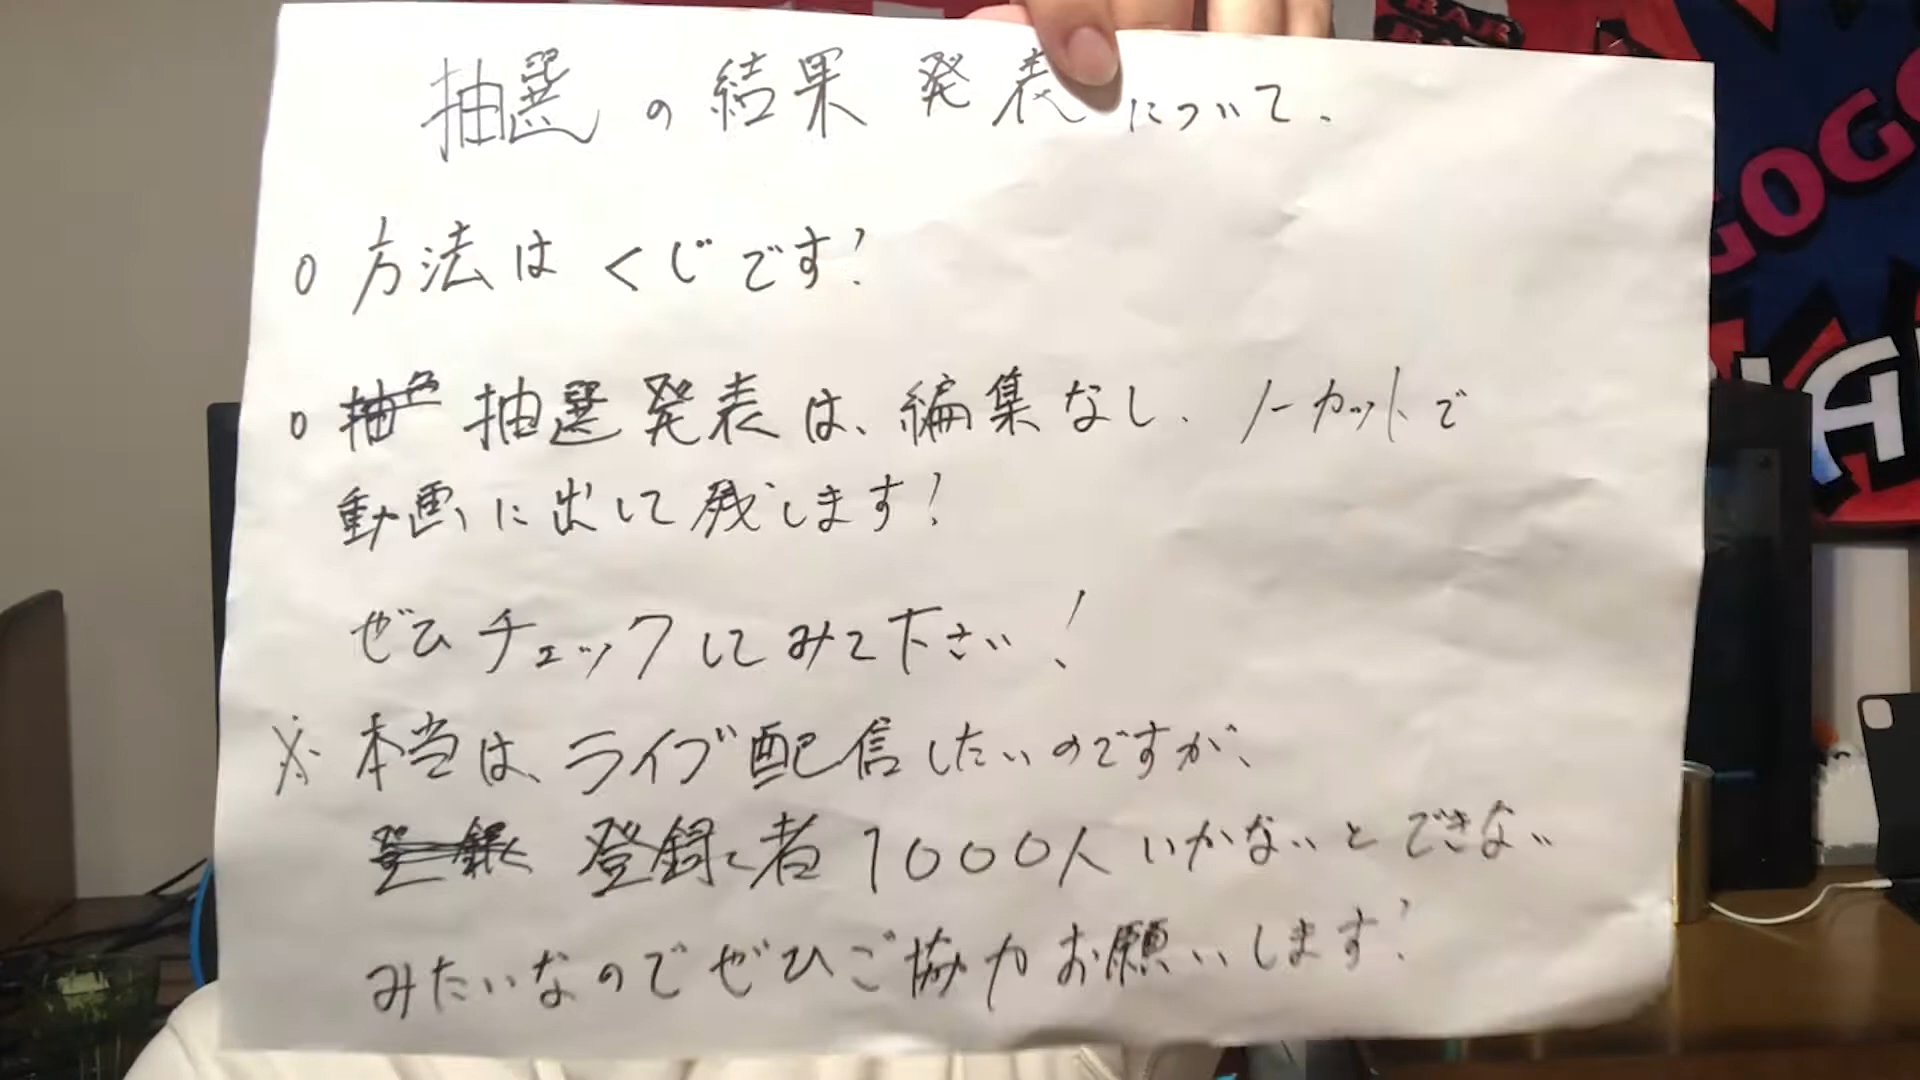 BAR
GOGO
抽選の結果発表について.
○ 方法はくじです!
○ 抽選発表は、編集なし、ノーカットで
動画に出して残します!
ぜひチェックしてみて下さい!
※ 本当は、ライブ配信したいのですが、
登録者1000人いかないとできない
みたいなのでぜひご協力お願いします!